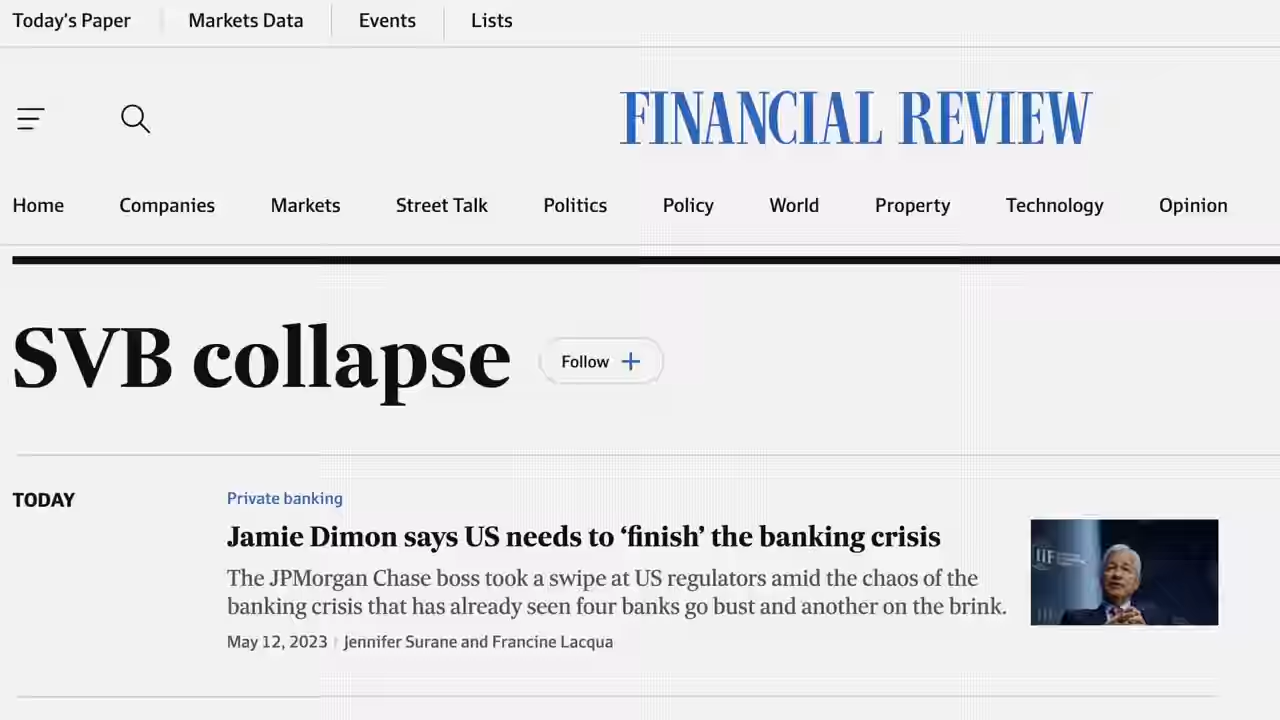 Today's Paper
Markets Data
Events
Lists
FINANCIAL REVIEW
Home
Companies
Markets
Street Talk
Politics
Policy
World
Property
Technology
Opinion
SVB collapse
Follow +
TODAY
Private banking
Jamie Dimon says US needs to ‘finish’ the banking crisis
The JPMorgan Chase boss took a swipe at US regulators amid the chaos of the
banking crisis that has already seen four banks go bust and another on the brink.
May 12, 2023 | Jennifer Surane and Francine Lacqua
IIF